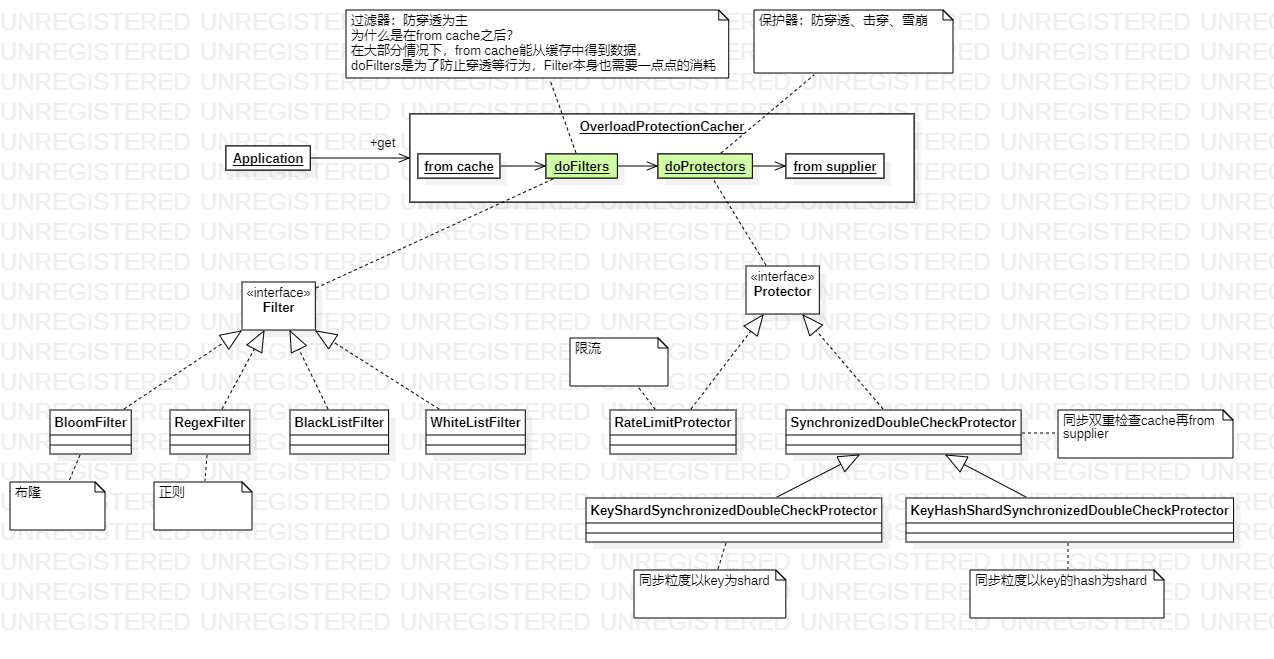 过滤器：防穿透为主
为什么是在from cache之后？
在大部分情况下，from cache能从缓存中得到数据，
doFilters是为了防止穿透等行为，Filter本身也需要一点点的消耗
保护器：防穿透、击穿、雪崩
OverloadProtectionCacher
+get
Application
from cache
doFilters
doProtectors
from supplier
«interface»
Filter
«interface»
Protector
限流
BloomFilter
RegexFilter
BlackListFilter
WhiteListFilter
RateLimitProtector
SynchronizedDoubleCheckProtector
同步双重检查cache再from
supplier
布隆
正则
KeyShardSynchronizedDoubleCheckProtector
KeyHashShardSynchronizedDoubleCheckProtector
同步粒度以key为shard
同步粒度以key的hash为shard
UNREGISTERED